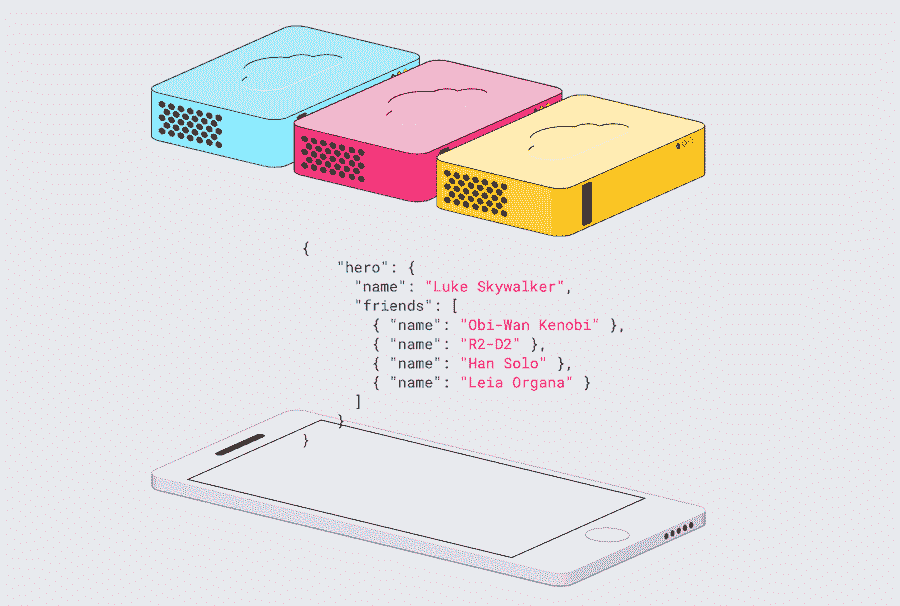 {
"hero": {
"name": "Luke Skywalker",
"friends": [
{ "name": "Obi-Wan Kenobi" },
{ "name": "R2-D2" },
{ "name": "Han Solo" },
{ "name": "Leia Organa" }
]
}
}